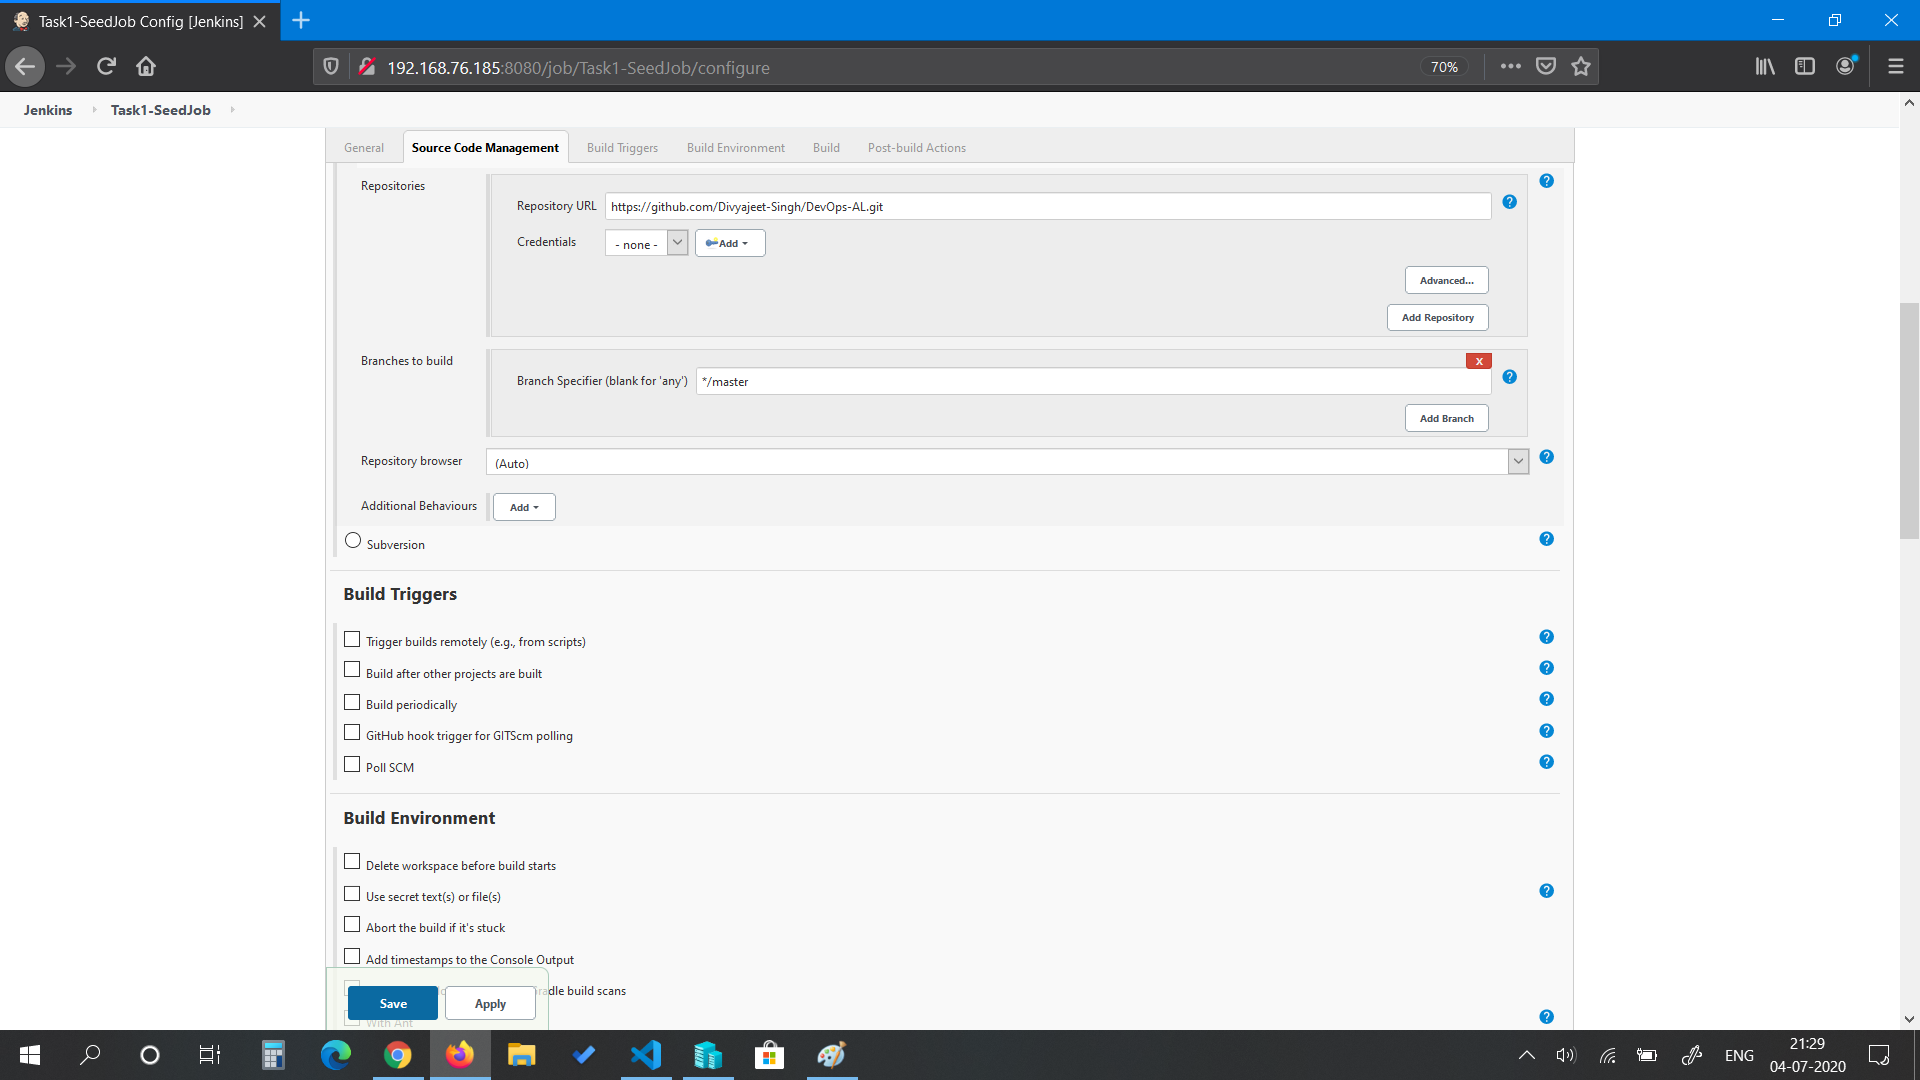 Task1-SeedJob Config [Jenkins]
192.168.76.185:8080/job/Task1-SeedJob/configure
70%
Jenkins
Task1-SeedJob
General
Source Code Management
Build Triggers
Build Environment
Build
Post-build Actions
Repositories
Repository URL
https://github.com/Divyajeet-Singh/DevOps-AL.git
Credentials
- none -
Add
Advanced...
Add Repository
Branches to build
X
Branch Specifier (blank for 'any')
*/master
Add Branch
Repository browser
(Auto)
Additional Behaviours
Add
Subversion
Build Triggers
Trigger builds remotely (e.g., from scripts)
Build after other projects are built
Build periodically
GitHub hook trigger for GITScm polling
Poll SCM
Build Environment
Delete workspace before build starts
Use secret text(s) or file(s)
Abort the build if it's stuck
Add timestamps to the Console Output
build scans
With Ant
Save
Apply
ENG
21:29
04-07-2020